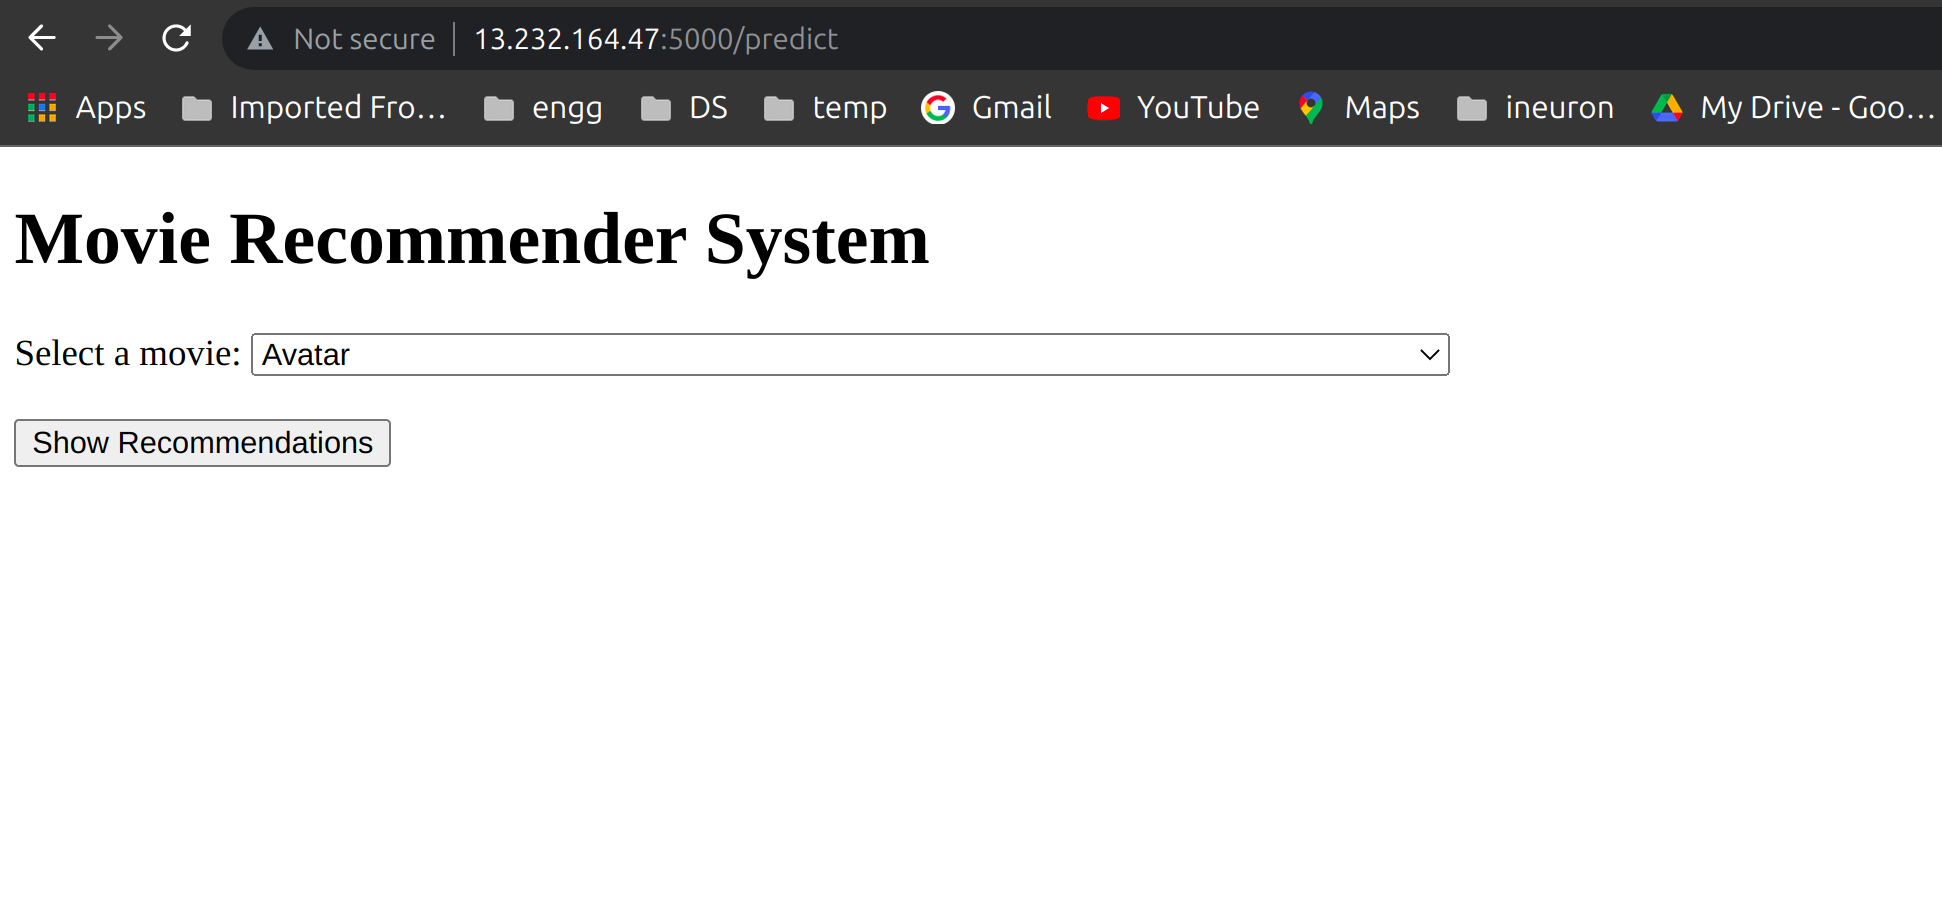 Not secure 13.232.164.47:5000/predict
Apps Imported Fro... engg DS temp Gmail YouTube Maps ineuron My Drive - Goo...
Movie Recommender System
Select a movie: Avatar
Show Recommendations